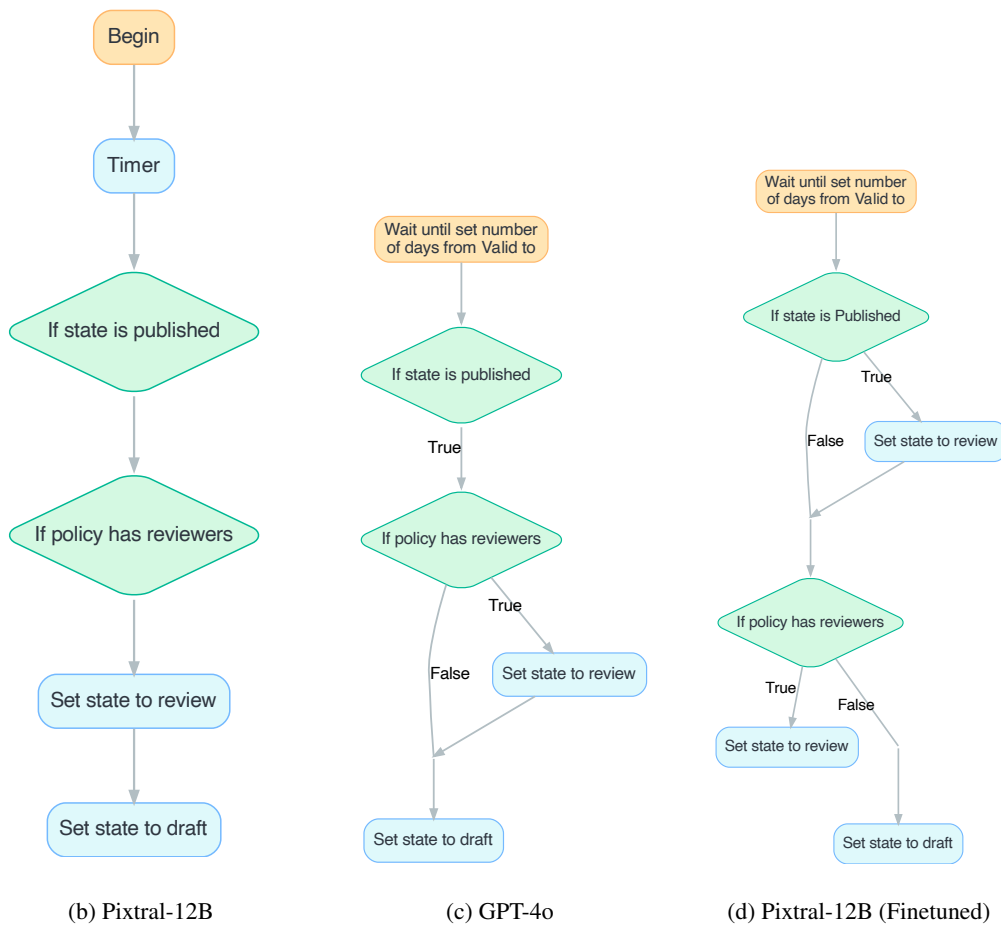 Begin
Timer
If state is published
If policy has reviewers
Set state to review
Set state to draft
(b) Pixtral-12B
Wait until set number
of days from Valid to
If state is published
True
If policy has reviewers
True
False
Set state to review
Set state to draft
(c) GPT-4o
Wait until set number
of days from Valid to
If state is Published
True
False
Set state to review
If policy has reviewers
True
False
Set state to review
Set state to draft
(d) Pixtral-12B (Finetuned)